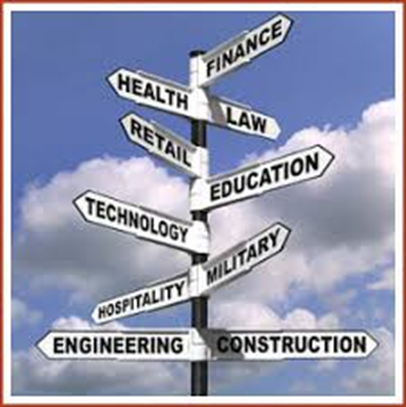 FINANCE
HEALTH
LAW
RETAIL
EDUCATION
TECHNOLOGY
MILITARY
HOSPITALITY
ENGINEERING
CONSTRUCTION